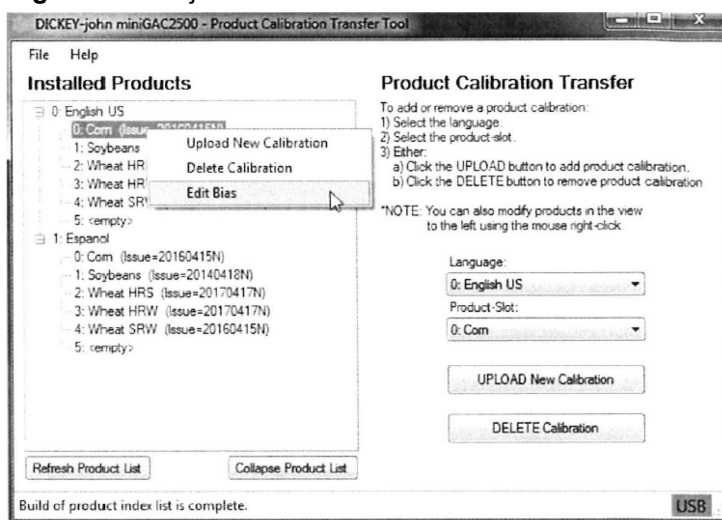 DICKEY-john miniGAC2500 - Product Calibration Transfer Tool
File Help
Installed Products
0: English US
0: Corn (Issue=20160415N)
1: Soybeans
2: Wheat HR
3: Wheat HR
4: Wheat SR
5: <empty>
Upload New Calibration
Delete Calibration
Edit Bias
1: Espanol
0: Corn (Issue=20160415N)
1: Soybeans (Issue=20140418N)
2: Wheat HRS (Issue=20170417N)
3: Wheat HRW (Issue=20170417N)
4: Wheat SRW (Issue=20160415N)
5: <empty>
Refresh Product List
Collapse Product List
Product Calibration Transfer
To add or remove a product calibration:
1) Select the language.
2) Select the product-slot.
3) Either:
a) Click the UPLOAD button to add product calibration.
b) Click the DELETE button to remove product calibration
*NOTE: You can also modify products in the view
to the left using the mouse right-click
Language:
0: English US
Product-Slot:
0: Corn
UPLOAD New Calibration
DELETE Calibration
Build of product index list is complete.
USB